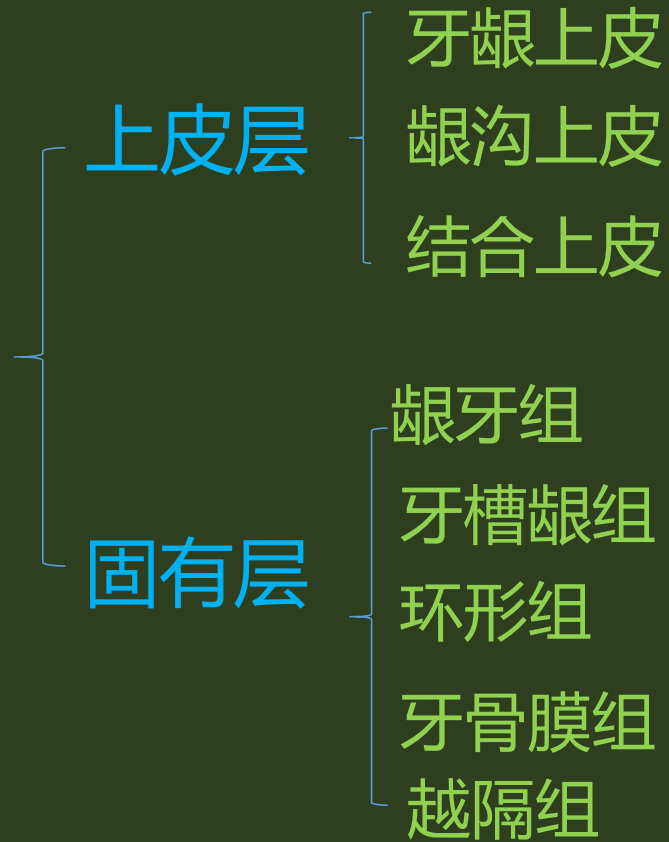 上皮层
牙龈上皮
龈沟上皮
结合上皮
固有层
龈牙组
牙槽龈组
环形组
牙骨膜组
越隔组